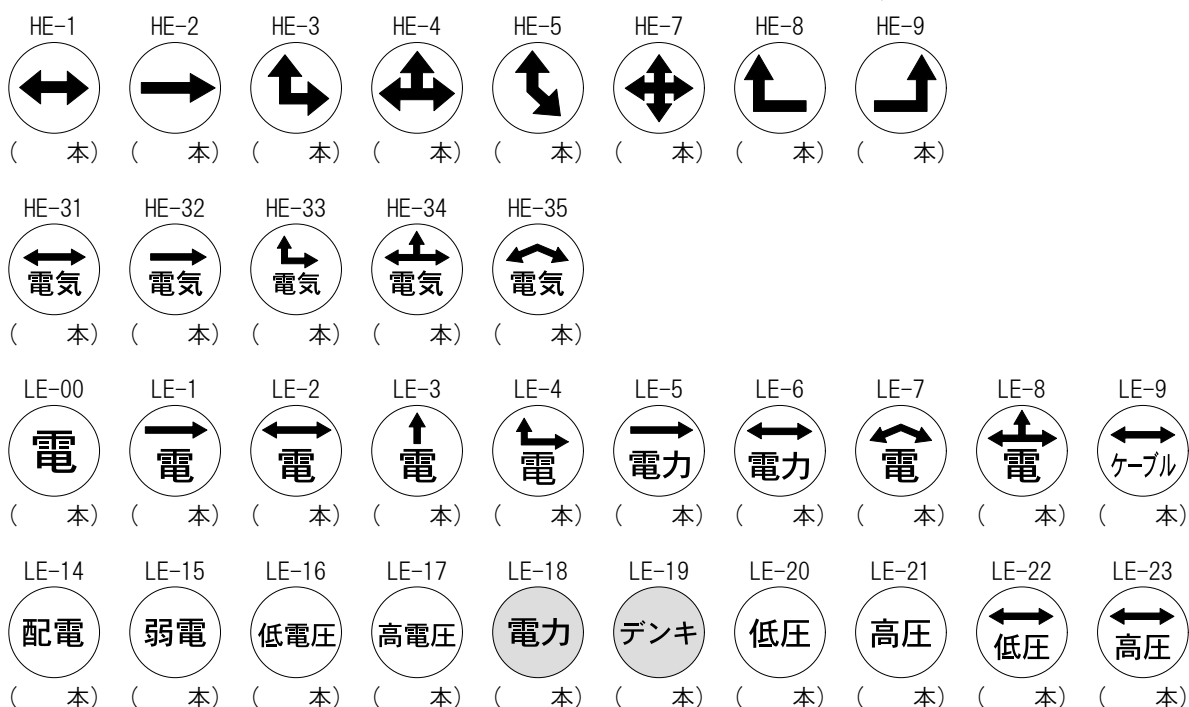 HE-1 HE-2 HE-3 HE-4 HE-5 HE-7 HE-8 HE-9
( 本) ( 本) ( 本) ( 本) ( 本) ( 本) ( 本) ( 本)
HE-31 HE-32 HE-33 HE-34 HE-35
電気 電気 電気 電気 電気
( 本) ( 本) ( 本) ( 本) ( 本)
LE-00 LE-1 LE-2 LE-3 LE-4 LE-5 LE-6 LE-7 LE-8 LE-9
電 電 電 電 電 電力 電力 電 電 ケーブル
( 本) ( 本) ( 本) ( 本) ( 本) ( 本) ( 本) ( 本) ( 本) ( 本)
LE-14 LE-15 LE-16 LE-17 LE-18 LE-19 LE-20 LE-21 LE-22 LE-23
配電 弱電 低電圧 高電圧 電力 デンキ 低圧 高圧 低圧 高圧
( 本) ( 本) ( 本) ( 本) ( 本) ( 本) ( 本) ( 本) ( 本) ( 本)